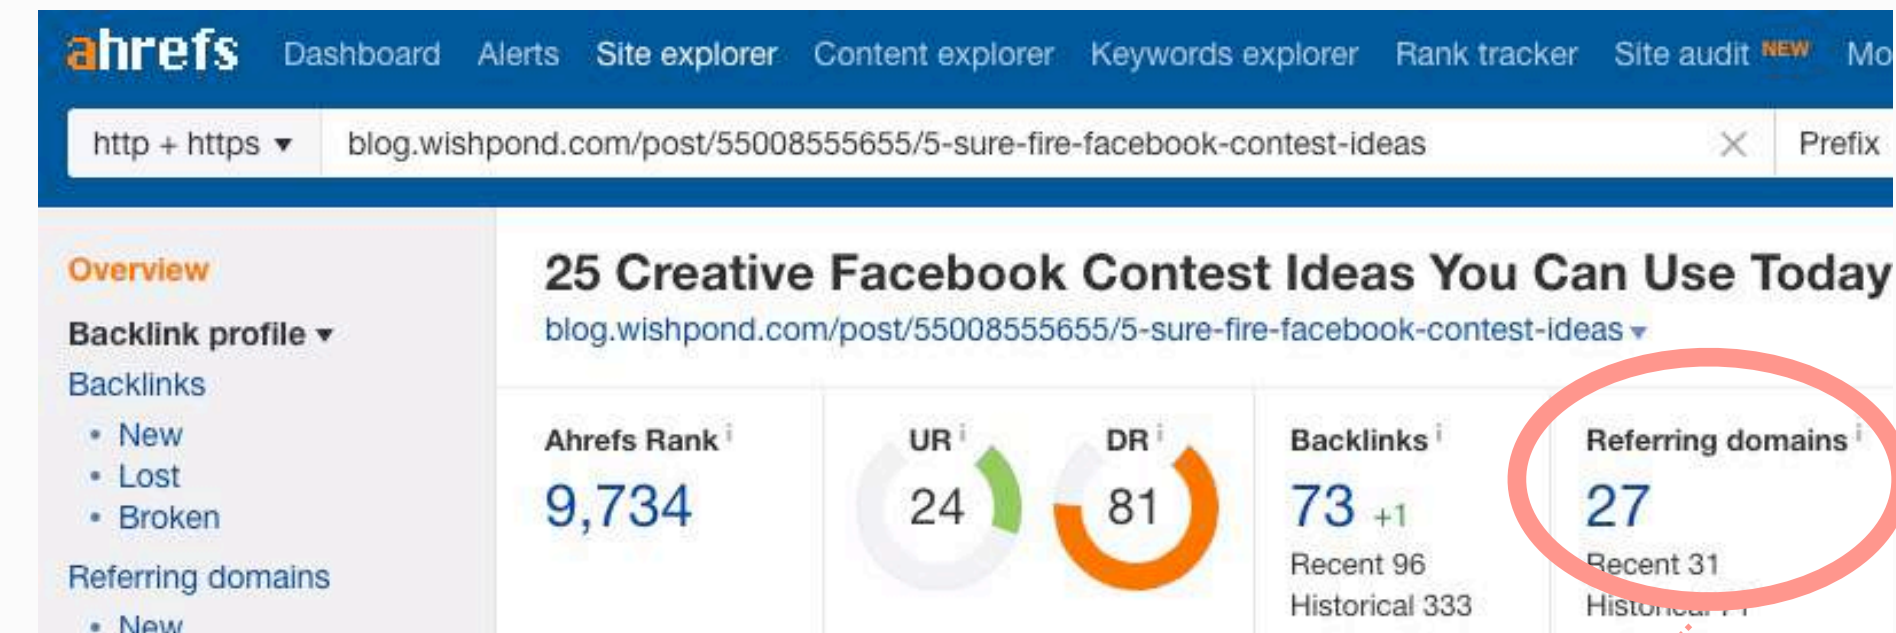 ahrefs Dashboard Alerts Site explorer Content explorer Keywords explorer Rank tracker Site audit NEW
http + https ▾ blog.wishpond.com/post/55008555655/5-sure-fire-facebook-contest-ideas × Prefix
Overview
Backlink profile ▾
Backlinks
• New
• Lost
• Broken
Referring domains
• New
25 Creative Facebook Contest Ideas You Can Use Today
blog.wishpond.com/post/55008555655/5-sure-fire-facebook-contest-ideas ▾
Ahrefs Rank i
9,734
UR i
24
DR i
81
Backlinks i
73 +1
Recent 96
Historical 333
Referring domains i
27
Recent 31
Historical